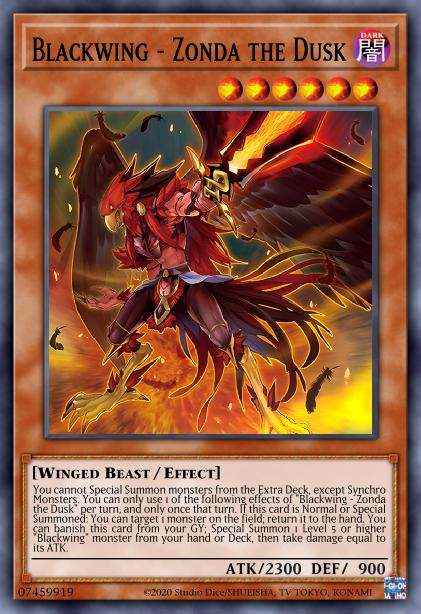 BLACKWING - ZONDA THE DUSK
DARK
闇
[WINGED BEAST / EFFECT]
You cannot Special Summon monsters from the Extra Deck, except Synchro
Monsters. You can only use 1 of the following effects of "Blackwing - Zonda
the Dusk" per turn, and only once that turn. If this card is Normal or Special
Summoned: You can target 1 monster on the field; return it to the hand. You
can banish this card from your GY; Special Summon 1 Level 5 or higher
"Blackwing" monster from your hand or Deck, then take damage equal to
its ATK.
ATK/2300 DEF/ 900
07459919
©2020 Studio Dice/SHUEISHA, TV TOKYO, KONAMI